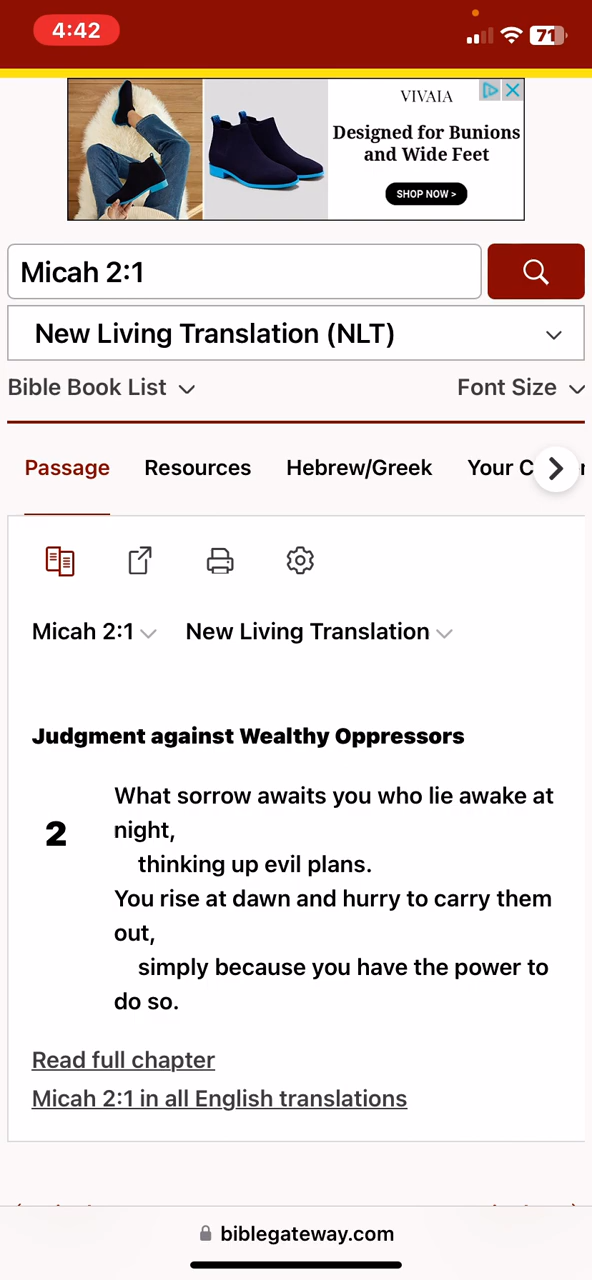 4:42
71
VIVAIA
Designed for Bunions
and Wide Feet
SHOP NOW >
Micah 2:1
New Living Translation (NLT)
Bible Book List
Font Size
Passage Resources Hebrew/Greek Your C
Micah 2:1 New Living Translation
Judgment against Wealthy Oppressors
2
What sorrow awaits you who lie awake at
night,
thinking up evil plans.
You rise at dawn and hurry to carry them
out,
simply because you have the power to
do so.
Read full chapter
Micah 2:1 in all English translations
biblegateway.com